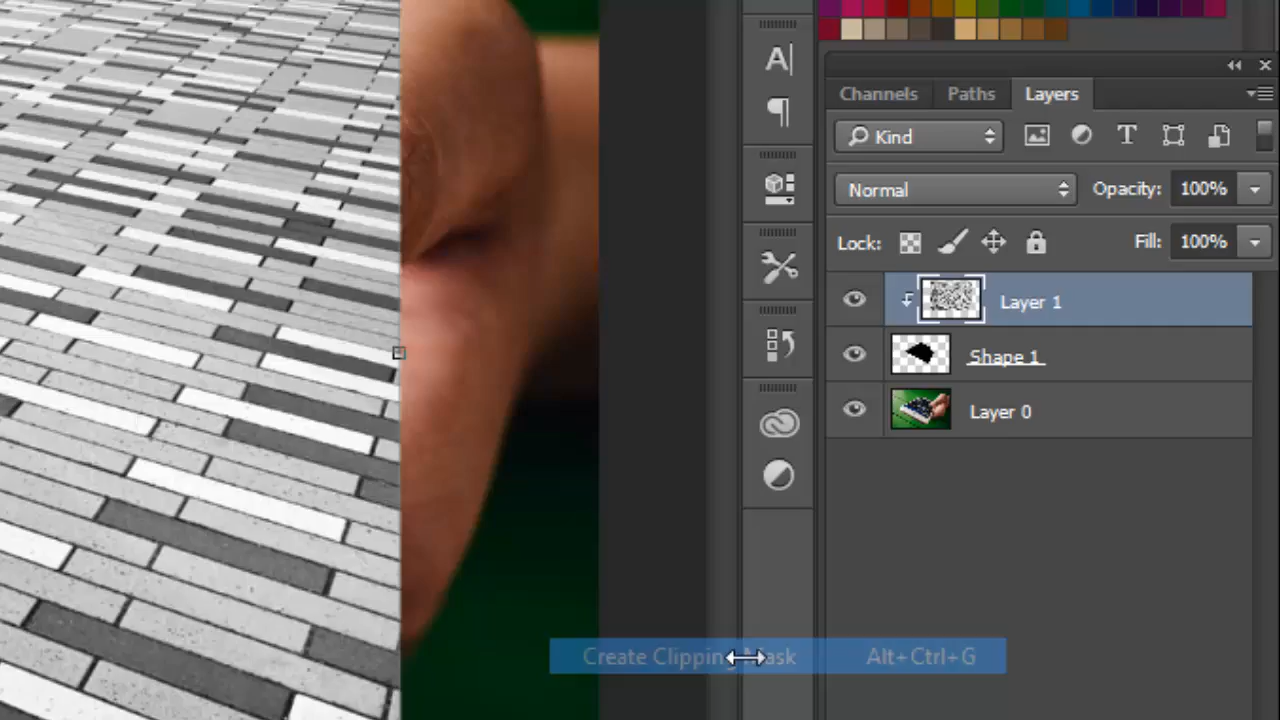 Channels Paths Layers
Kind
Normal Opacity: 100%
Lock: Fill: 100%
Layer 1
Shape 1
Layer 0
Create Clipping Mask Alt+Ctrl+G